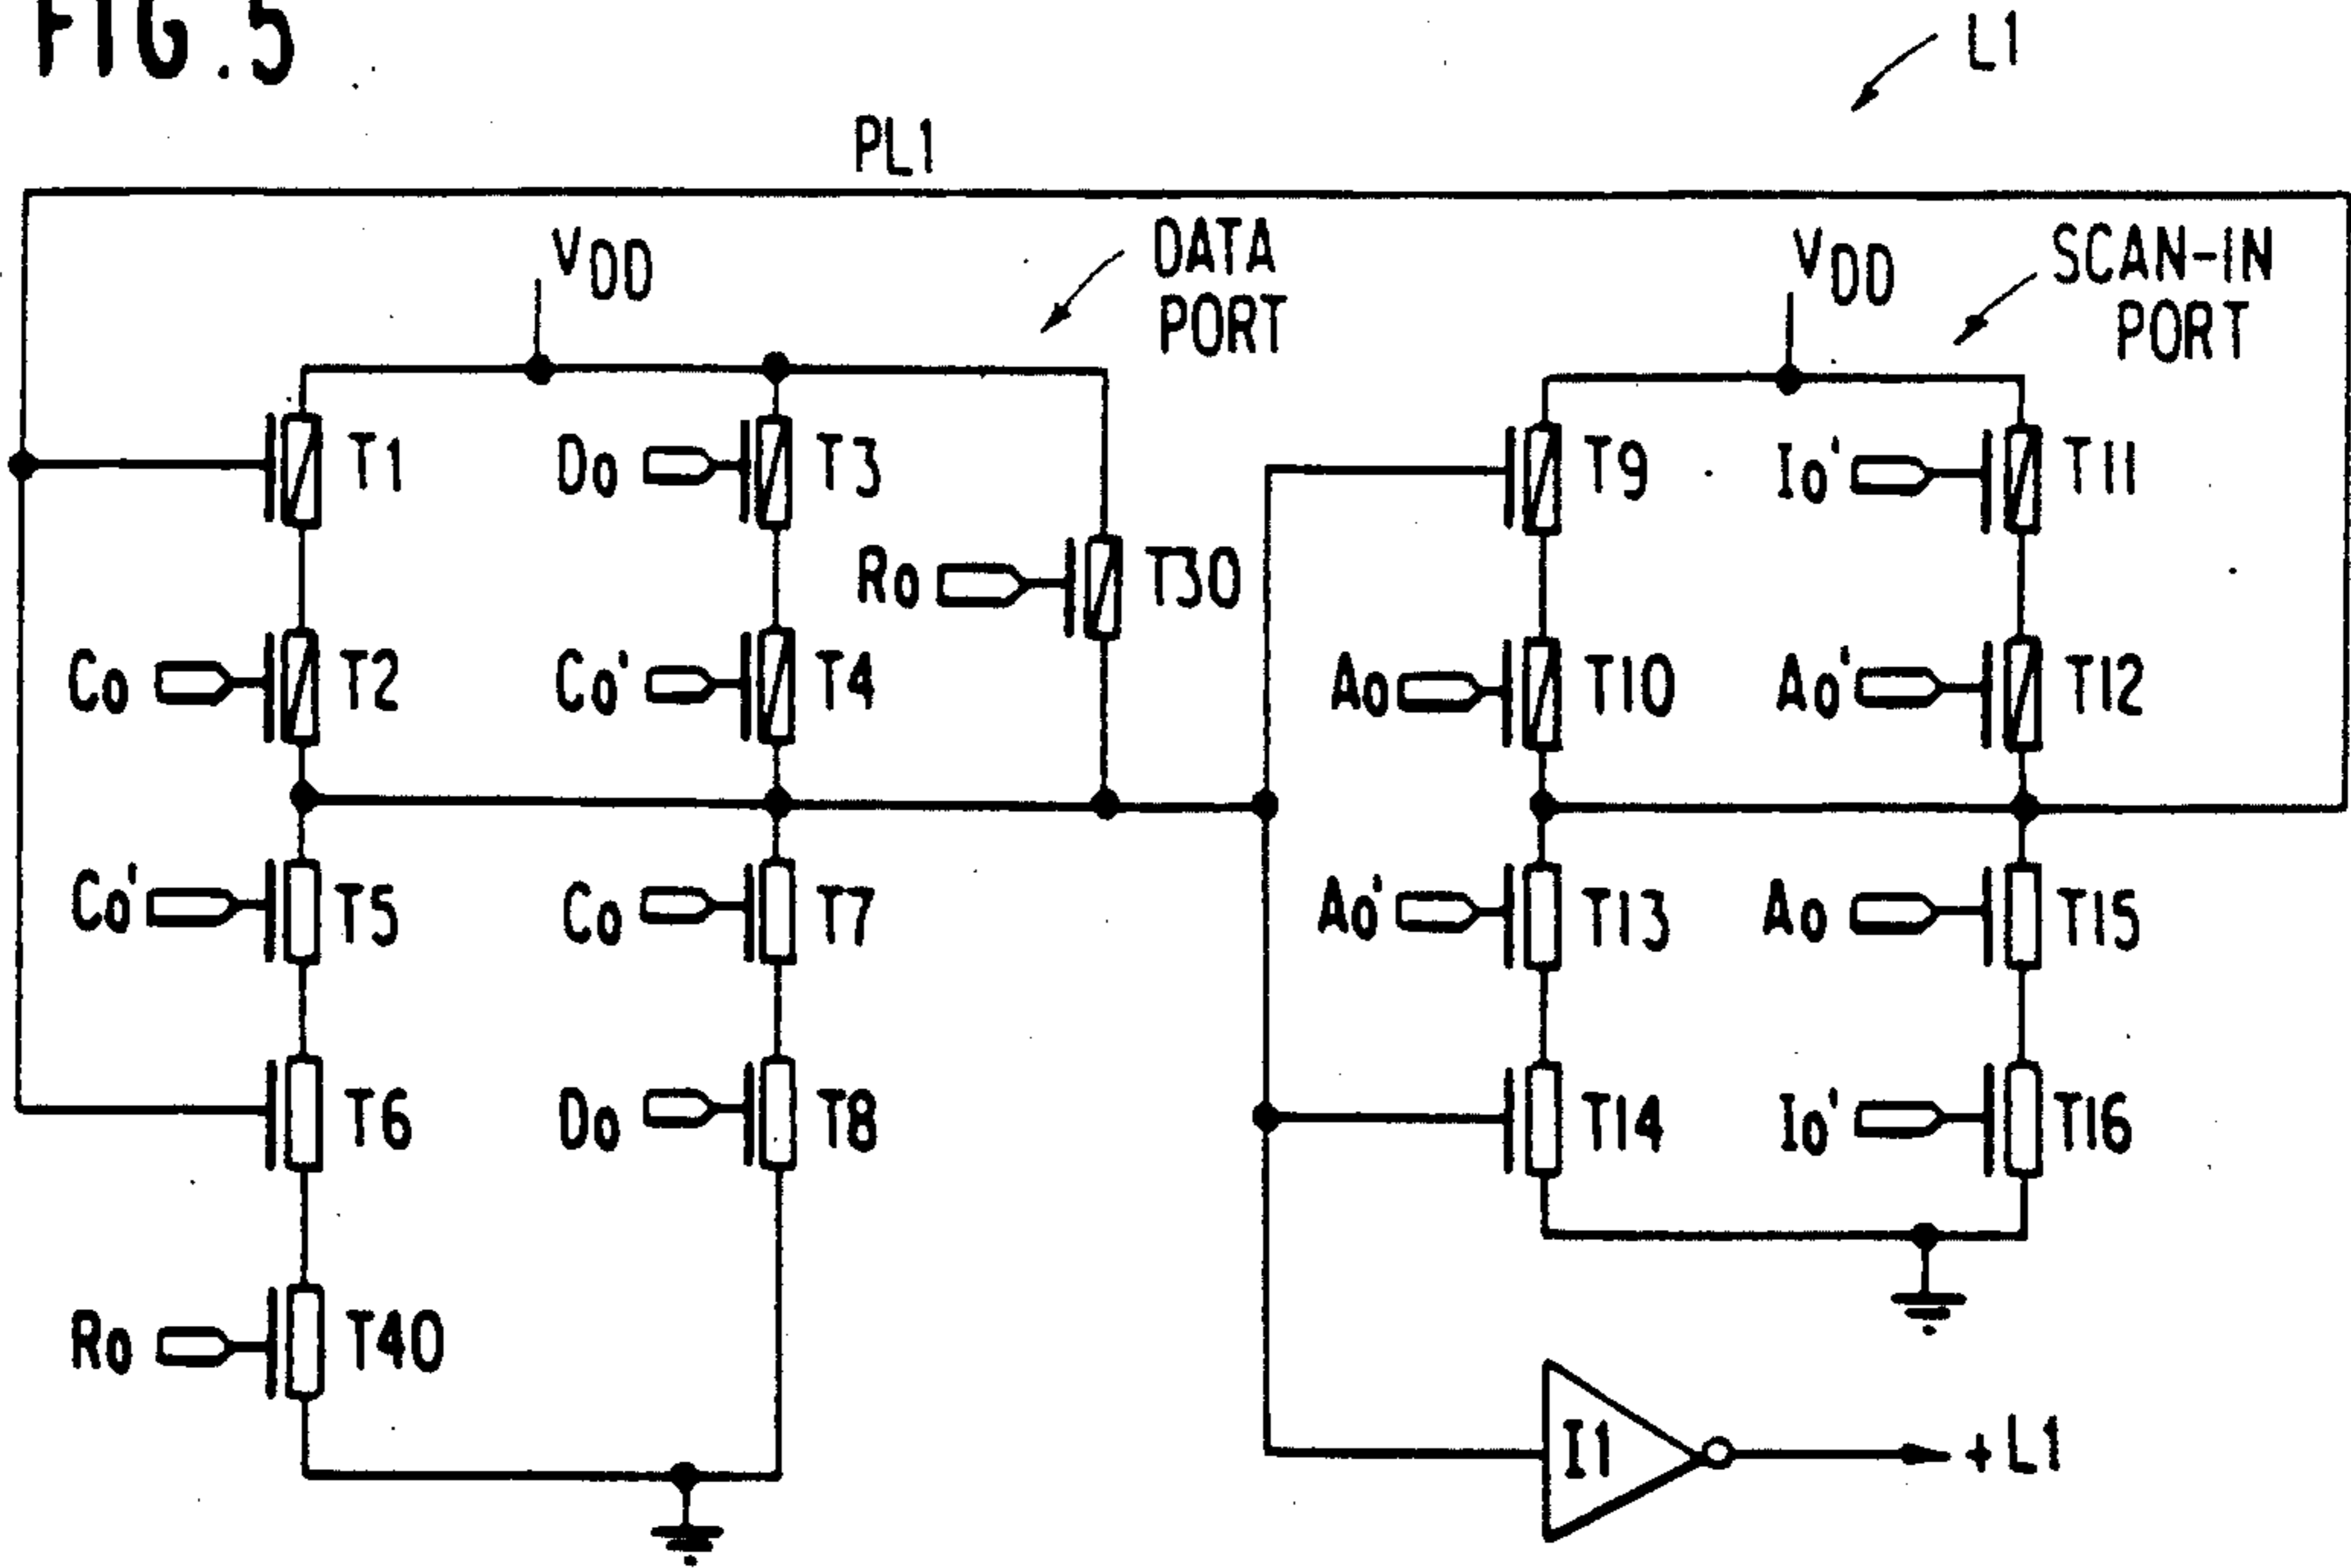 FIG.5
L1
PL1
VDD
DATA
PORT
VDD
SCAN-IN
PORT
T1
Do
T3
T9
Io'
T11
Ro
T30
Co
T2
Co'
T4
Ao
T10
Ao'
T12
Co'
T5
Co
T7
Ao'
T13
Ao
T15
T6
Do
T8
T14
Io'
T16
Ro
T40
I1
+L1